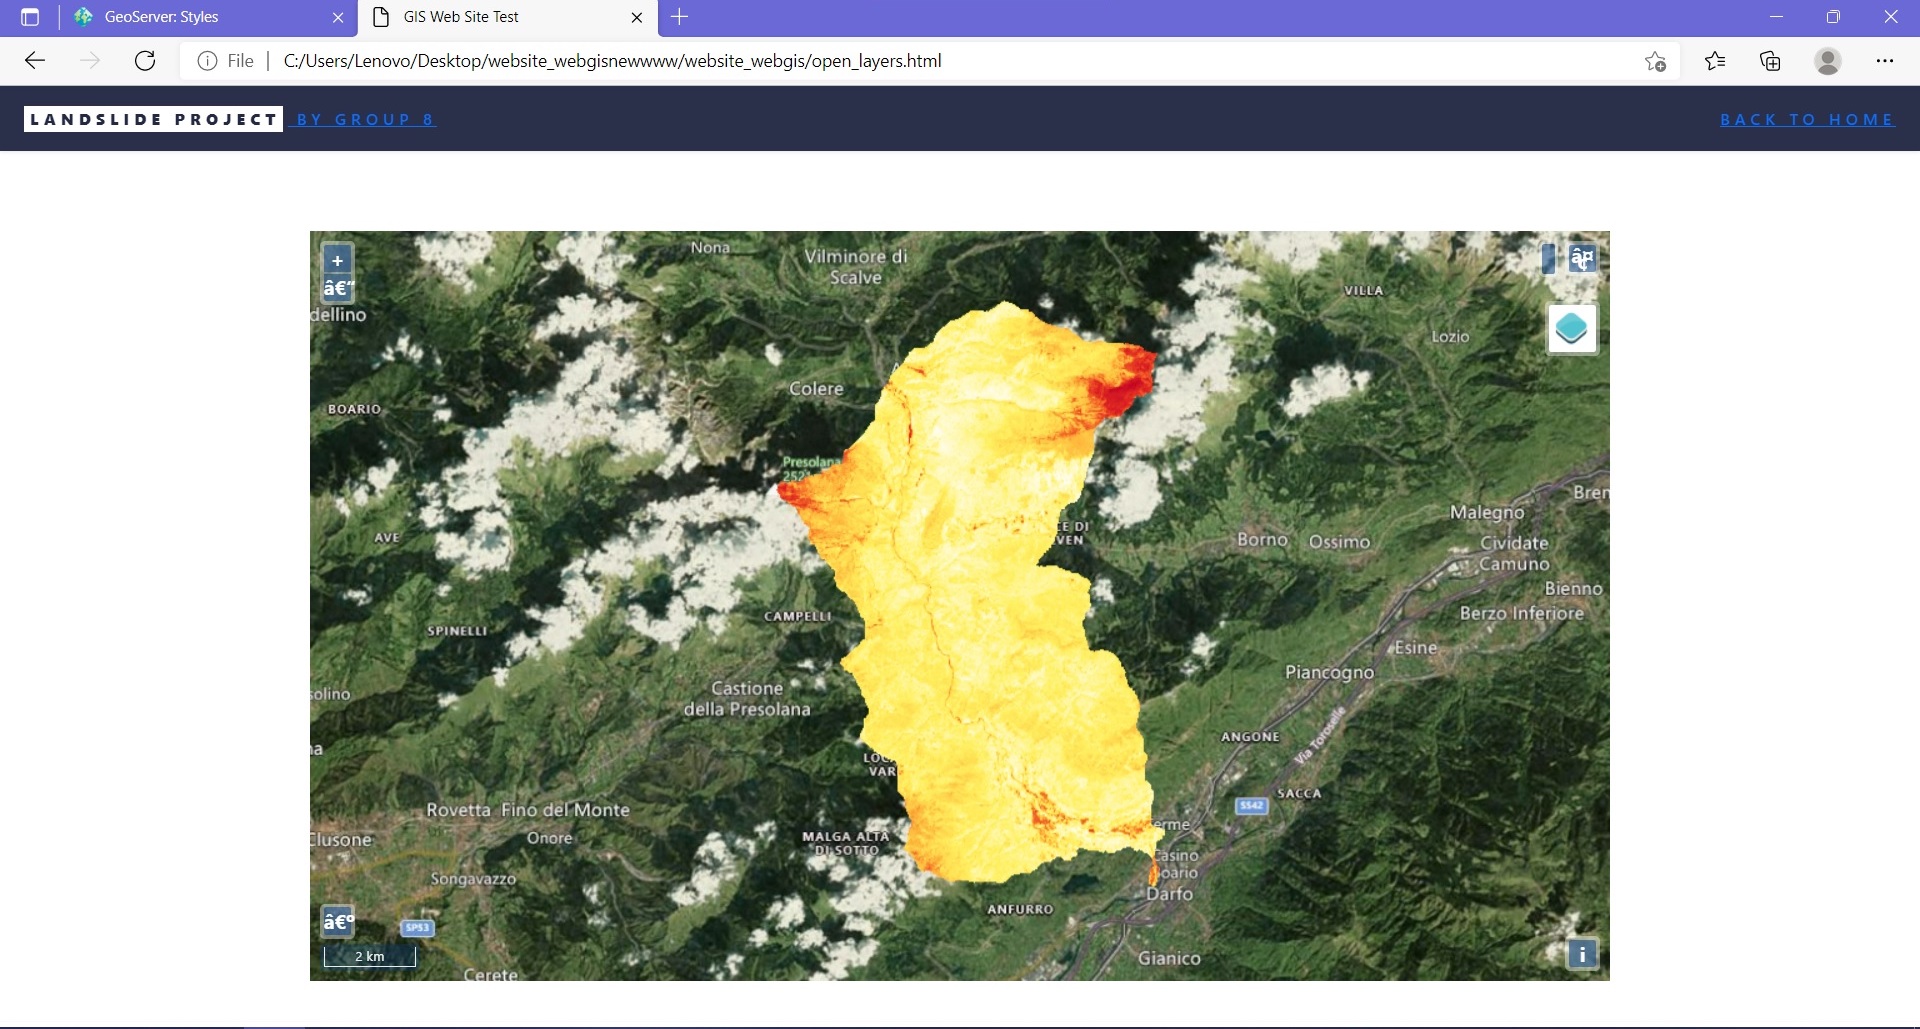 GeoServer: Styles
GIS Web Site Test
File
C:/Users/Lenovo/Desktop/website_webgisnewwww/website_webgis/open_layers.html
LANDSLIDE PROJECT BY GROUP 8
BACK TO HOME
+
â€“
Nona
Vilminore di
Scalve
VILLA
dellino
Lozio
Colere
BOARIO
Presolana
2521
Bren
Malegno
CE DI
VEN
AVE
Borno
Ossimo
Cividate
Camuno
Bienno
CAMPELLI
Berzo Inferiore
SPINELLI
Esine
Piancogno
solino
Castione
della Presolana
ANGONE
Via Toroselle
na
LOC
VAR
SACCA
SS42
Rovetta
Fino del Monte
erme
Clusone
Onore
MALGA ALTA
DI SOTTO
Casino
Boario
Songavazzo
Darfo
ANFURRO
â€º
SP53
2 km
Gianico
i
Cerete